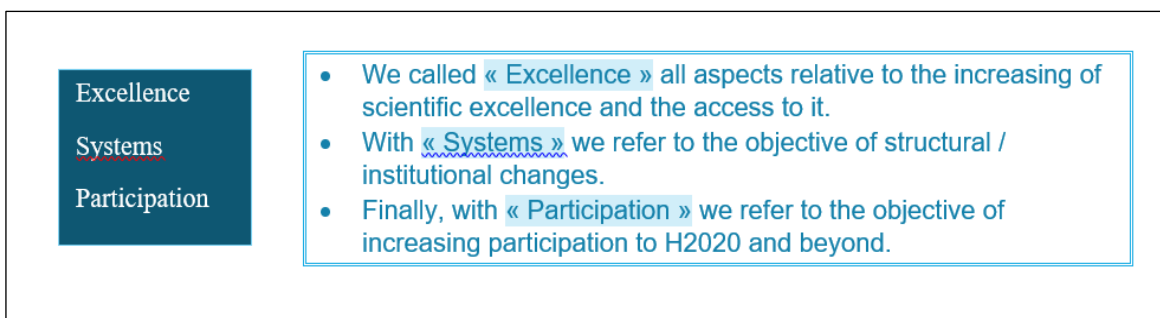 Excellence
Systems
Participation
• We called « Excellence » all aspects relative to the increasing of
scientific excellence and the access to it.
• With « Systems » we refer to the objective of structural /
institutional changes.
• Finally, with « Participation » we refer to the objective of
increasing participation to H2020 and beyond.